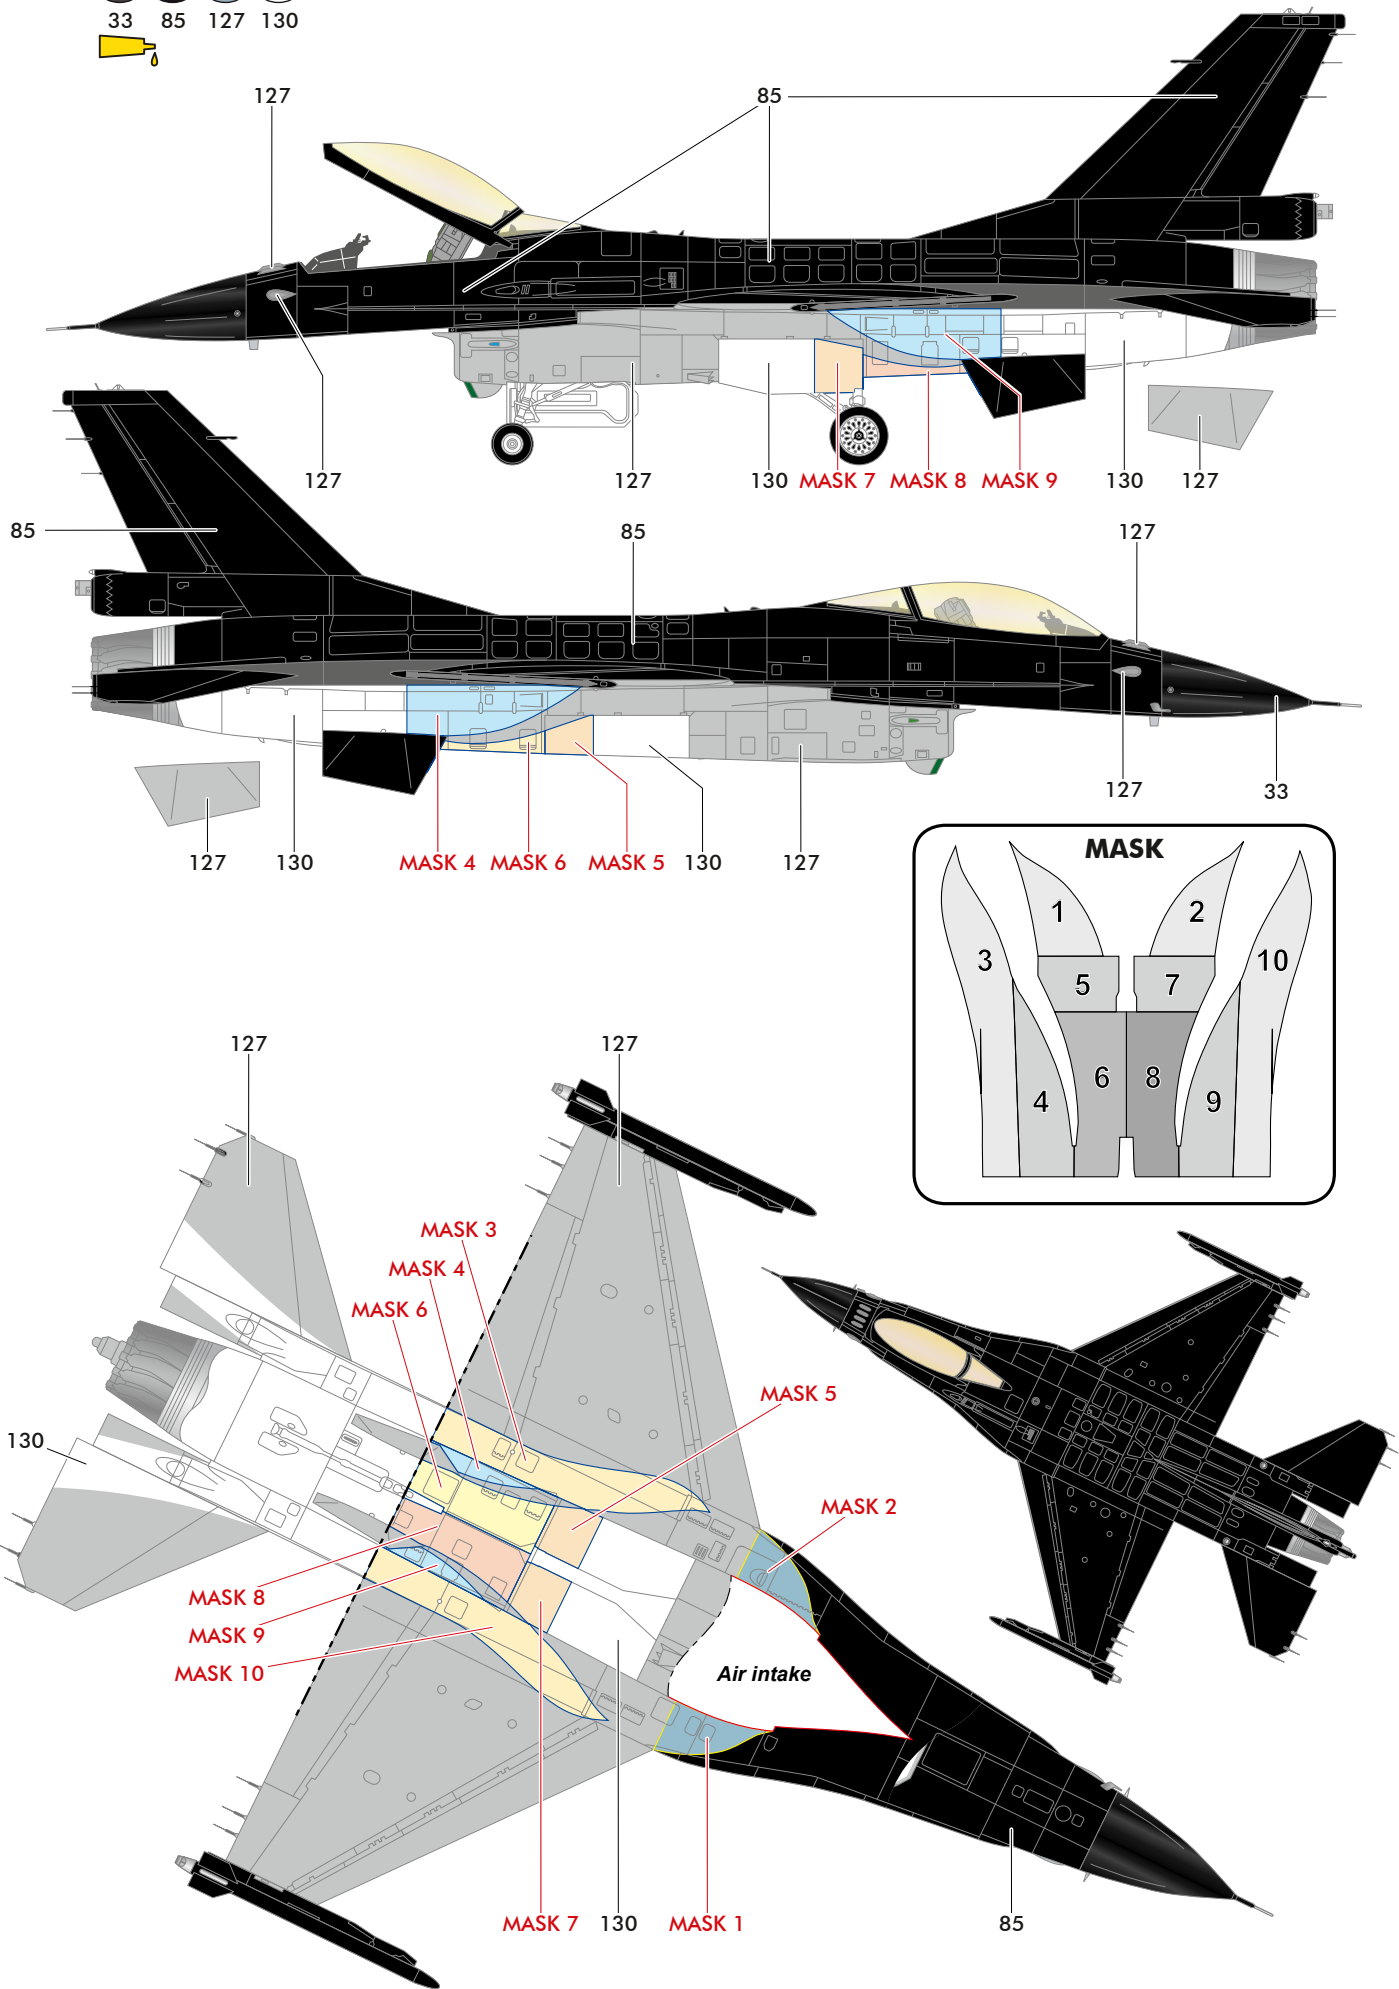 33 85 127 130
127 85
127 127 130 MASK 7 MASK 8 MASK 9 130 127
85 85 127
127 33
127 130 MASK 4 MASK 6 MASK 5 130 127
MASK
1 2
3 10
5 7
6 8
4 9
127 127
MASK 3
MASK 4
MASK 6
MASK 5
130
MASK 2
MASK 8
MASK 9
MASK 10
Air intake
MASK 7 130 MASK 1 85